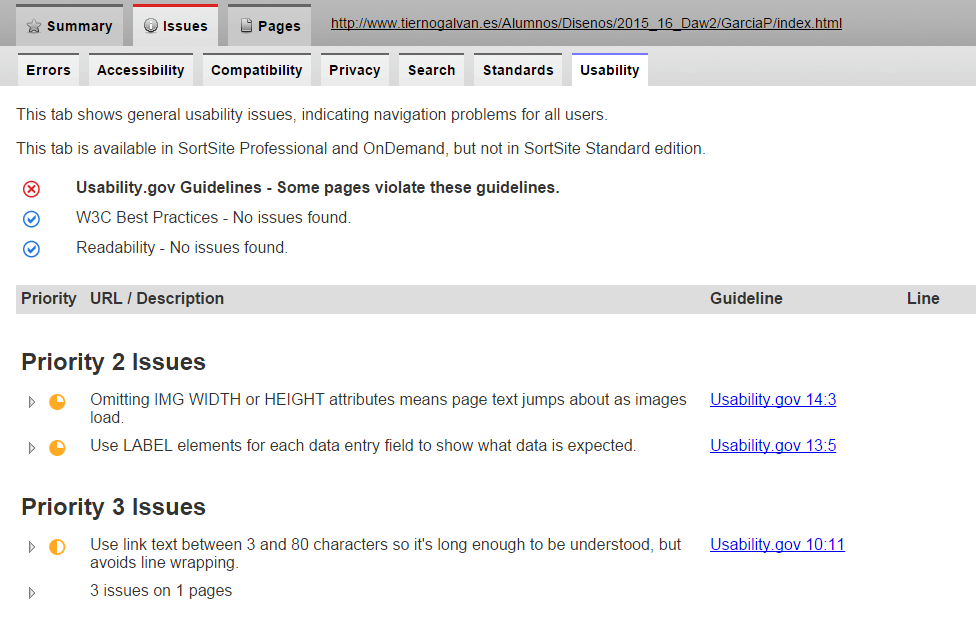 Summary Issues Pages http://www.tiernogalvan.es/Alumnos/Disenos/2015_16_Daw2/GarciaP/index.html
Errors Accessibility Compatibility Privacy Search Standards Usability
This tab shows general usability issues, indicating navigation problems for all users.
This tab is available in SortSite Professional and OnDemand, but not in SortSite Standard edition.
Usability.gov Guidelines - Some pages violate these guidelines.
W3C Best Practices - No issues found.
Readability - No issues found.
Priority URL / Description Guideline Line
Priority 2 Issues
Omitting IMG WIDTH or HEIGHT attributes means page text jumps about as images Usability.gov 14:3
load.
Use LABEL elements for each data entry field to show what data is expected. Usability.gov 13:5
Priority 3 Issues
Use link text between 3 and 80 characters so it's long enough to be understood, but Usability.gov 10:11
avoids line wrapping.
3 issues on 1 pages